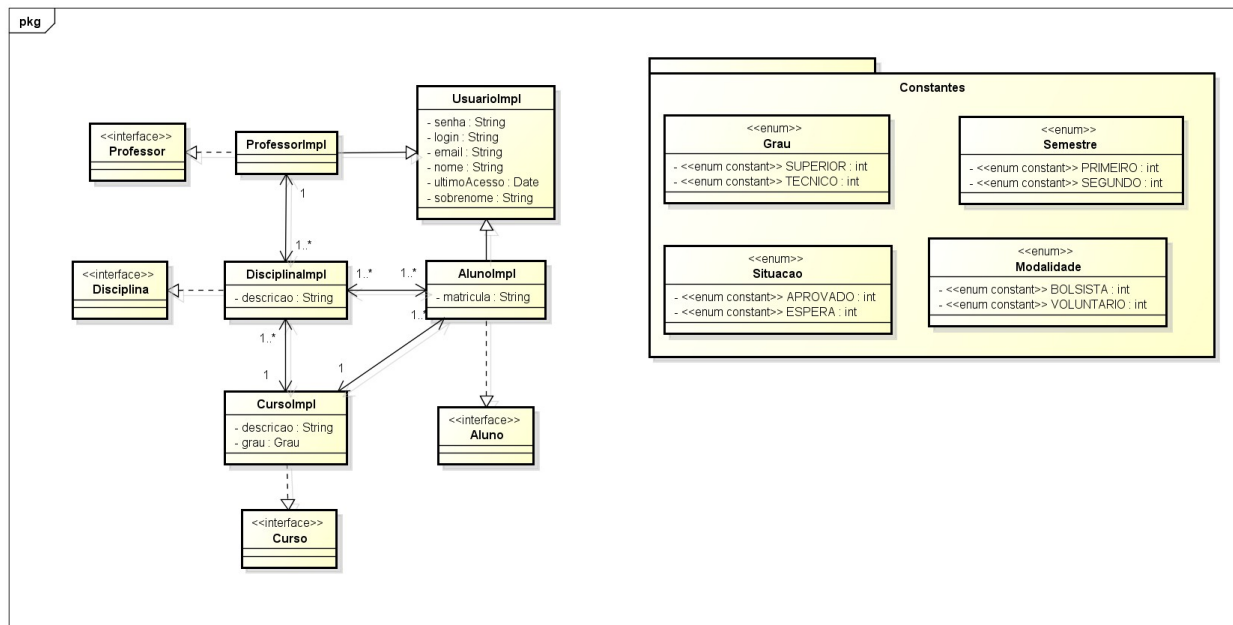 pkg
UsuarioImpl
- senha : String
- login : String
- email : String
- nome : String
- ultimoAcesso : Date
- sobrenome : String
<<interface>>
Professor
ProfessorImpl
1
1..*
<<interface>>
Disciplina
DisciplinaImpl
- descricao : String
1..*
1..*
AlunoImpl
- matricula : String
1..*
1..*
1
1
CursoImpl
- descricao : String
- grau : Grau
<<interface>>
Aluno
<<interface>>
Curso
Constantes
<<enum>>
Grau
- <<enum constant>> SUPERIOR : int
- <<enum constant>> TECNICO : int
<<enum>>
Semestre
- <<enum constant>> PRIMEIRO : int
- <<enum constant>> SEGUNDO : int
<<enum>>
Situacao
- <<enum constant>> APROVADO : int
- <<enum constant>> ESPERA : int
<<enum>>
Modalidade
- <<enum constant>> BOLSISTA : int
- <<enum constant>> VOLUNTARIO : int